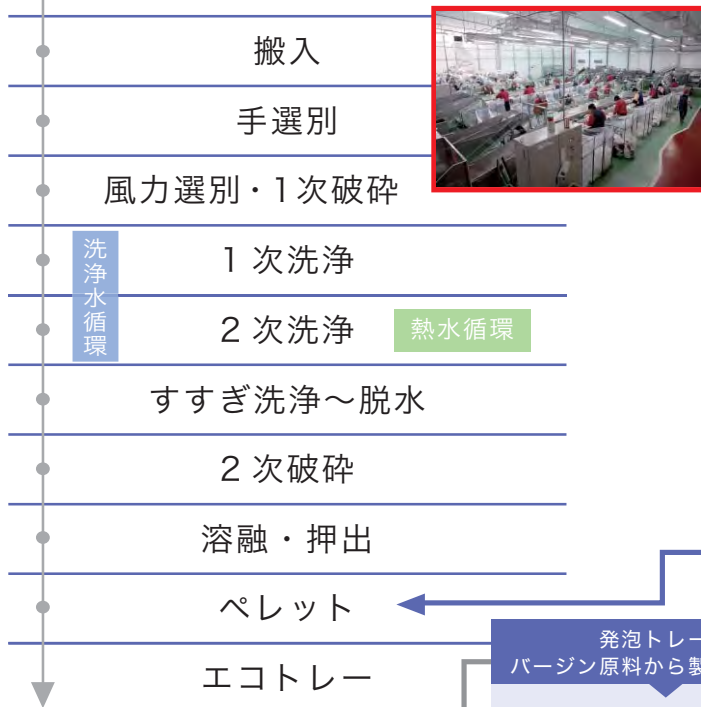 搬入
手選別
風力選別・1次破砕
洗浄水循環
1 次洗浄
2 次洗浄
熱水循環
すすぎ洗浄～脱水
2 次破砕
溶融・押出
ペレット
エコトレー
発泡トレー
バージン原料から製